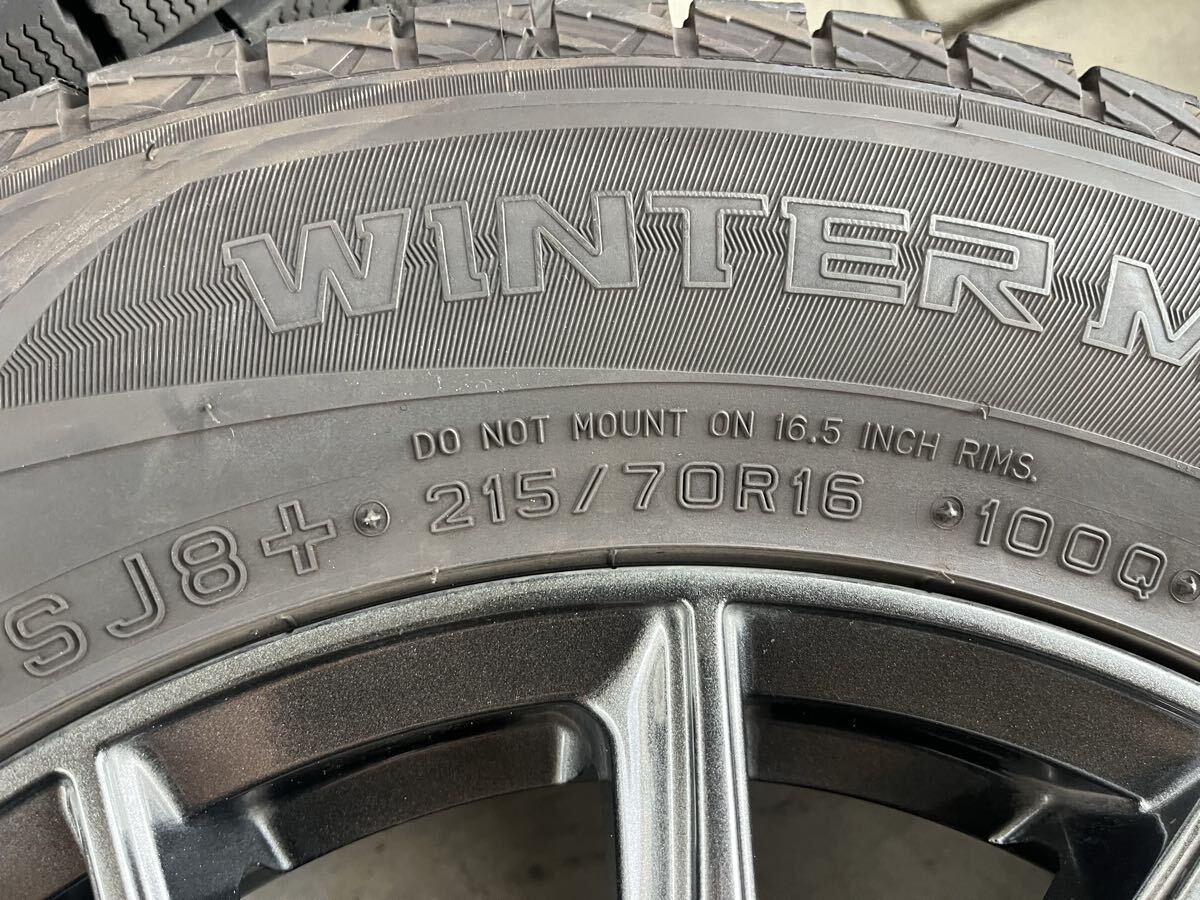 WINTER M
DO NOT MOUNT ON 16.5 INCH RIMS.
SJ8+ 215/70R16 100Q